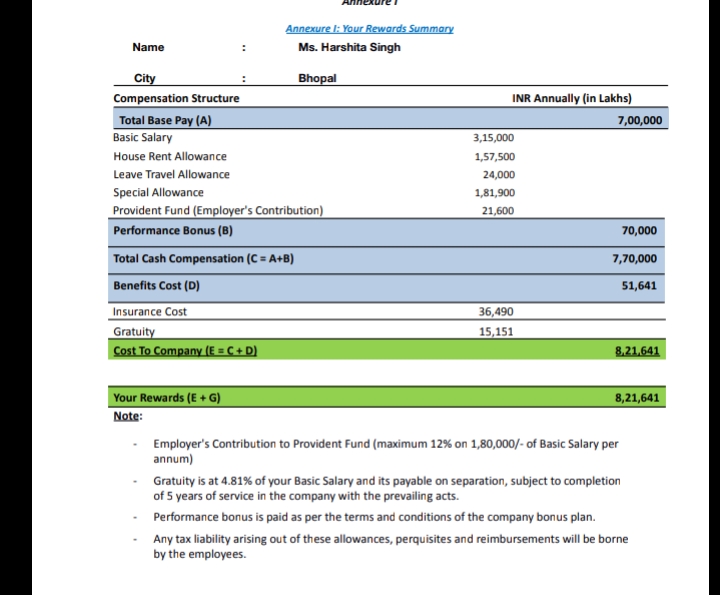 Annexure I
Annexure I: Your Rewards Summary
Name : Ms. Harshita Singh
City : Bhopal
Compensation Structure INR Annually (in Lakhs)
Total Base Pay (A) 7,00,000
Basic Salary 3,15,000
House Rent Allowance 1,57,500
Leave Travel Allowance 24,000
Special Allowance 1,81,900
Provident Fund (Employer's Contribution) 21,600
Performance Bonus (B) 70,000
Total Cash Compensation (C = A+B) 7,70,000
Benefits Cost (D) 51,641
Insurance Cost 36,490
Gratuity 15,151
Cost To Company (E = C + D) 8,21,641
Your Rewards (E + G) 8,21,641
Note:
- Employer's Contribution to Provident Fund (maximum 12% on 1,80,000/- of Basic Salary per
annum)
- Gratuity is at 4.81% of your Basic Salary and its payable on separation, subject to completion
of 5 years of service in the company with the prevailing acts.
- Performance bonus is paid as per the terms and conditions of the company bonus plan.
- Any tax liability arising out of these allowances, perquisites and reimbursements will be borne
by the employees.